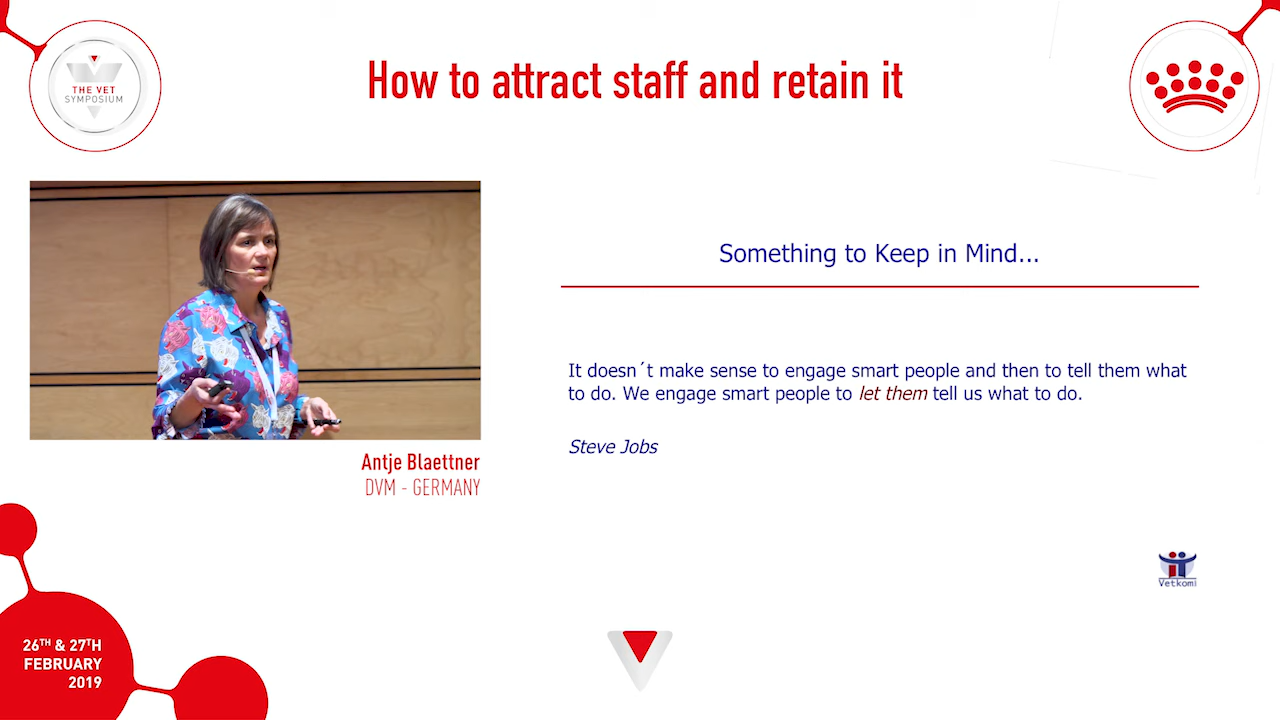 THE VET
SYMPOSIUM
How to attract staff and retain it
Something to Keep in Mind...
It doesn´t make sense to engage smart people and then to tell them what
to do. We engage smart people to let them tell us what to do.
Steve Jobs
Antje Blaettner
DVM - GERMANY
Vetkomi
26TH & 27TH
FEBRUARY
2019